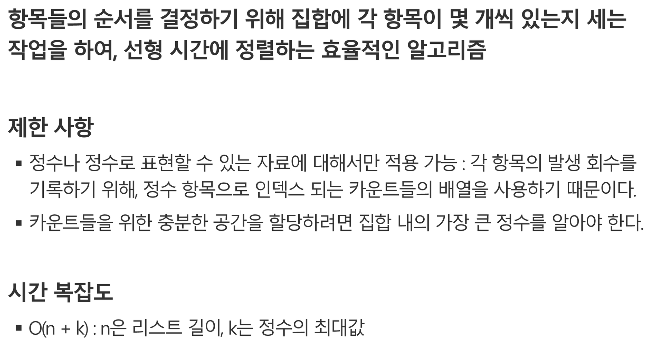 항목들의 순서를 결정하기 위해 집합에 각 항목이 몇 개씩 있는지 세는
작업을 하여, 선형 시간에 정렬하는 효율적인 알고리즘
제한 사항
▪ 정수나 정수로 표현할 수 있는 자료에 대해서만 적용 가능 : 각 항목의 발생 회수를
기록하기 위해, 정수 항목으로 인덱스 되는 카운트들의 배열을 사용하기 때문이다.
▪ 카운트들을 위한 충분한 공간을 할당하려면 집합 내의 가장 큰 정수를 알아야 한다.
시간 복잡도
▪ O(n + k) : n은 리스트 길이, k는 정수의 최대값